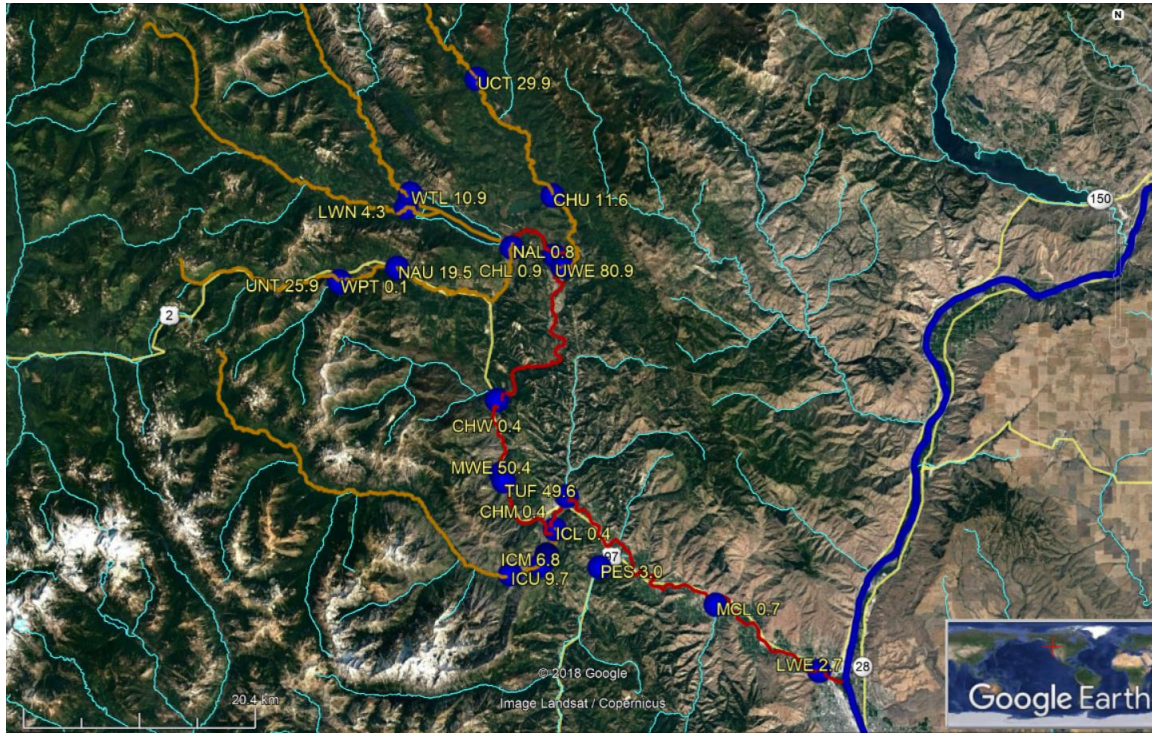 N
UCT 29.9
150
WTL 10.9
CHU 11.6
LWN 4.3
NAL 0.8
CHL 0.9
UWE 80.9
NAU 19.5
UNT 25.9
WPT 0.1
2
CHW 0.4
MWE 50.4
TUF 49.6
CHM 0.4
ICL 0.4
ICM 6.8
97
ICU 9.7
PES 3.0
MCL 0.7
LWE 2.7
28
© 2018 Google
20.4 km
Image Landsat / Copernicus
Google Earth